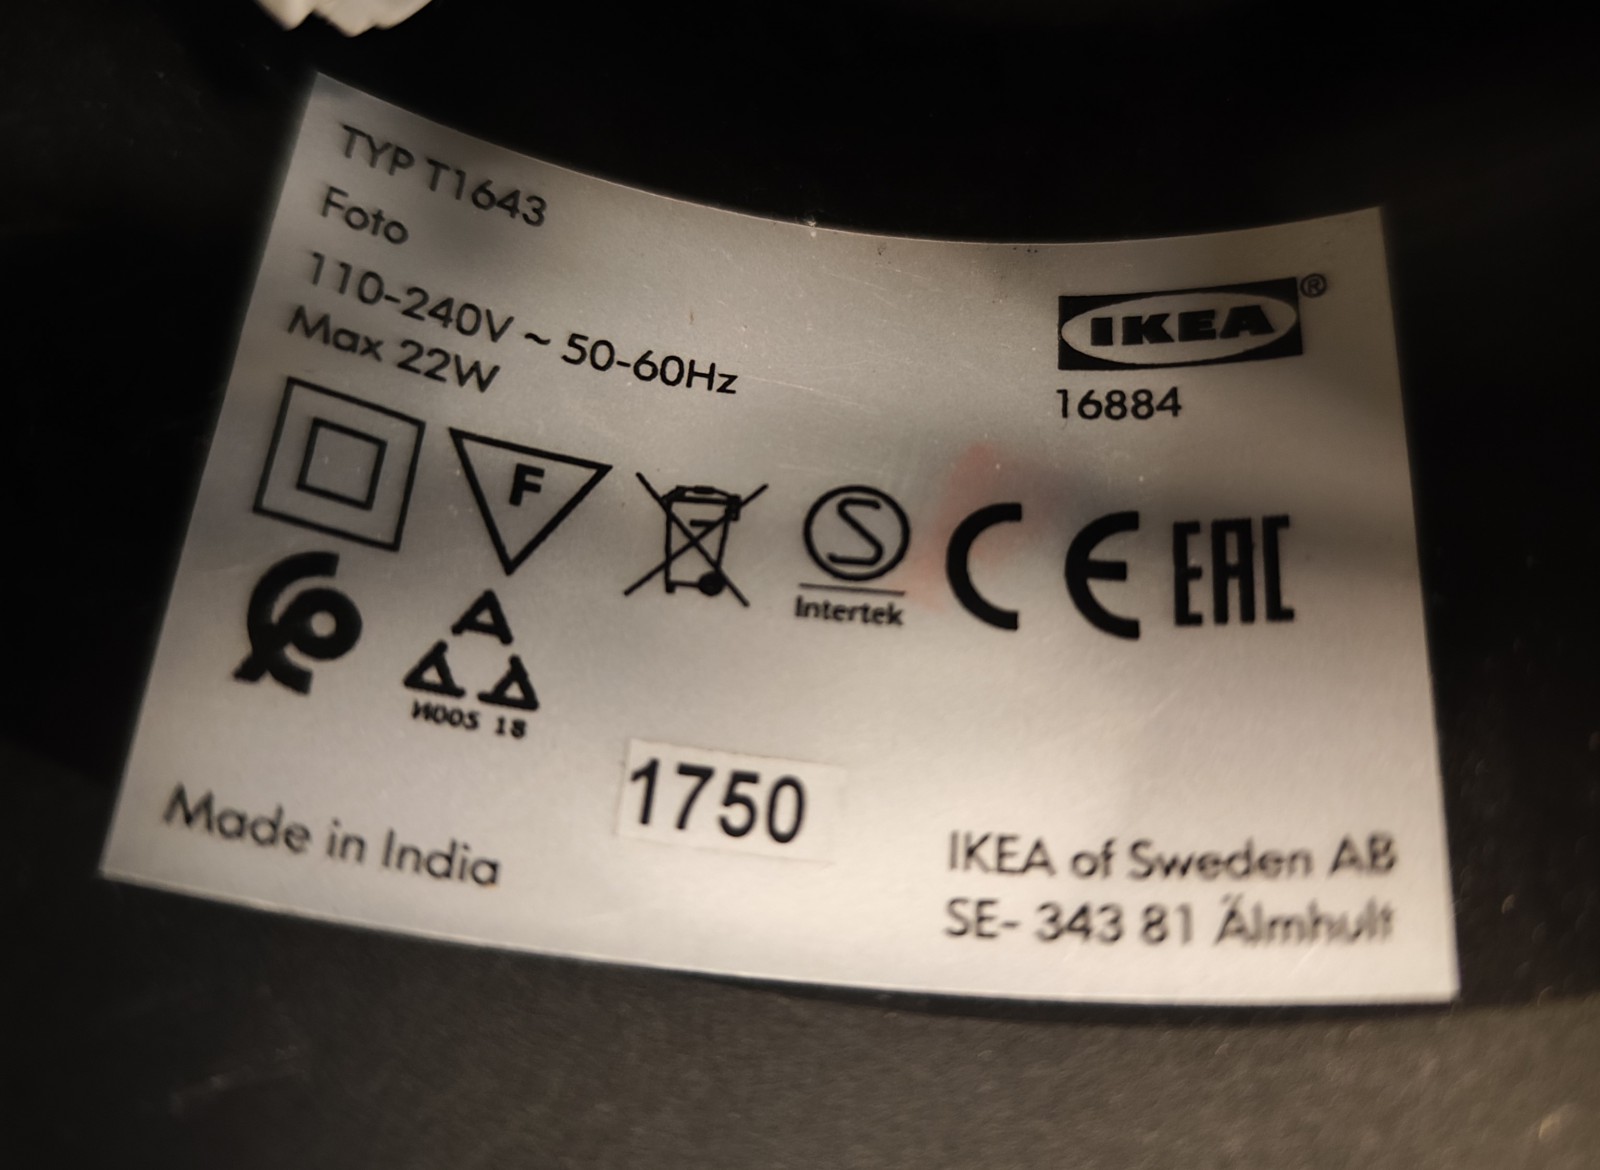 TYP T1643
Foto
110-240V ~ 50-60Hz
Max 22W
IKEA®
16884
F
S
Intertek
CE
EAC
И005 18
1750
Made in India
IKEA of Sweden AB
SE- 343 81 Älmhult